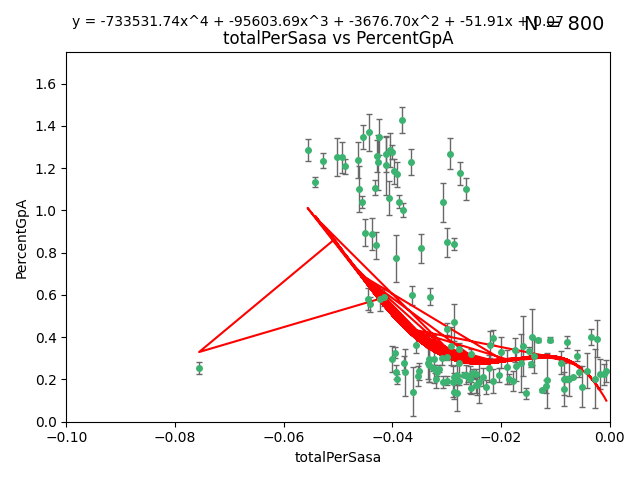 y = -733531.74x^4 + -95603.69x^3 + -3676.70x^2 + -51.91x + 0.07
N = 800
totalPerSasa vs PercentGpA
PercentGpA
1.6
1.4
1.2
1.0
0.8
0.6
0.4
0.2
0.0
−0.10 −0.08 −0.06 −0.04 −0.02 0.00
totalPerSasa